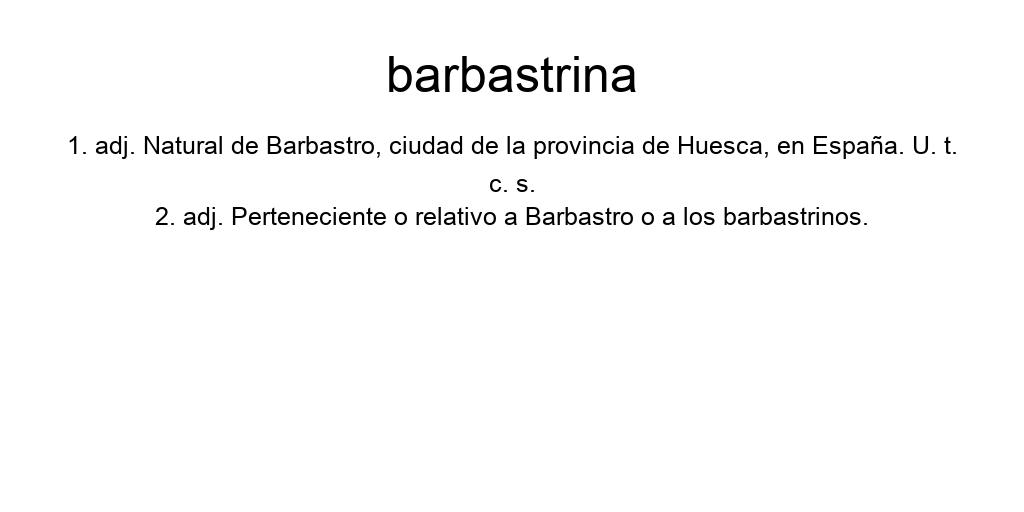 barbastrina
1. adj. Natural de Barbastro, ciudad de la provincia de Huesca, en España. U. t.
c. s.
2. adj. Perteneciente o relativo a Barbastro o a los barbastrinos.